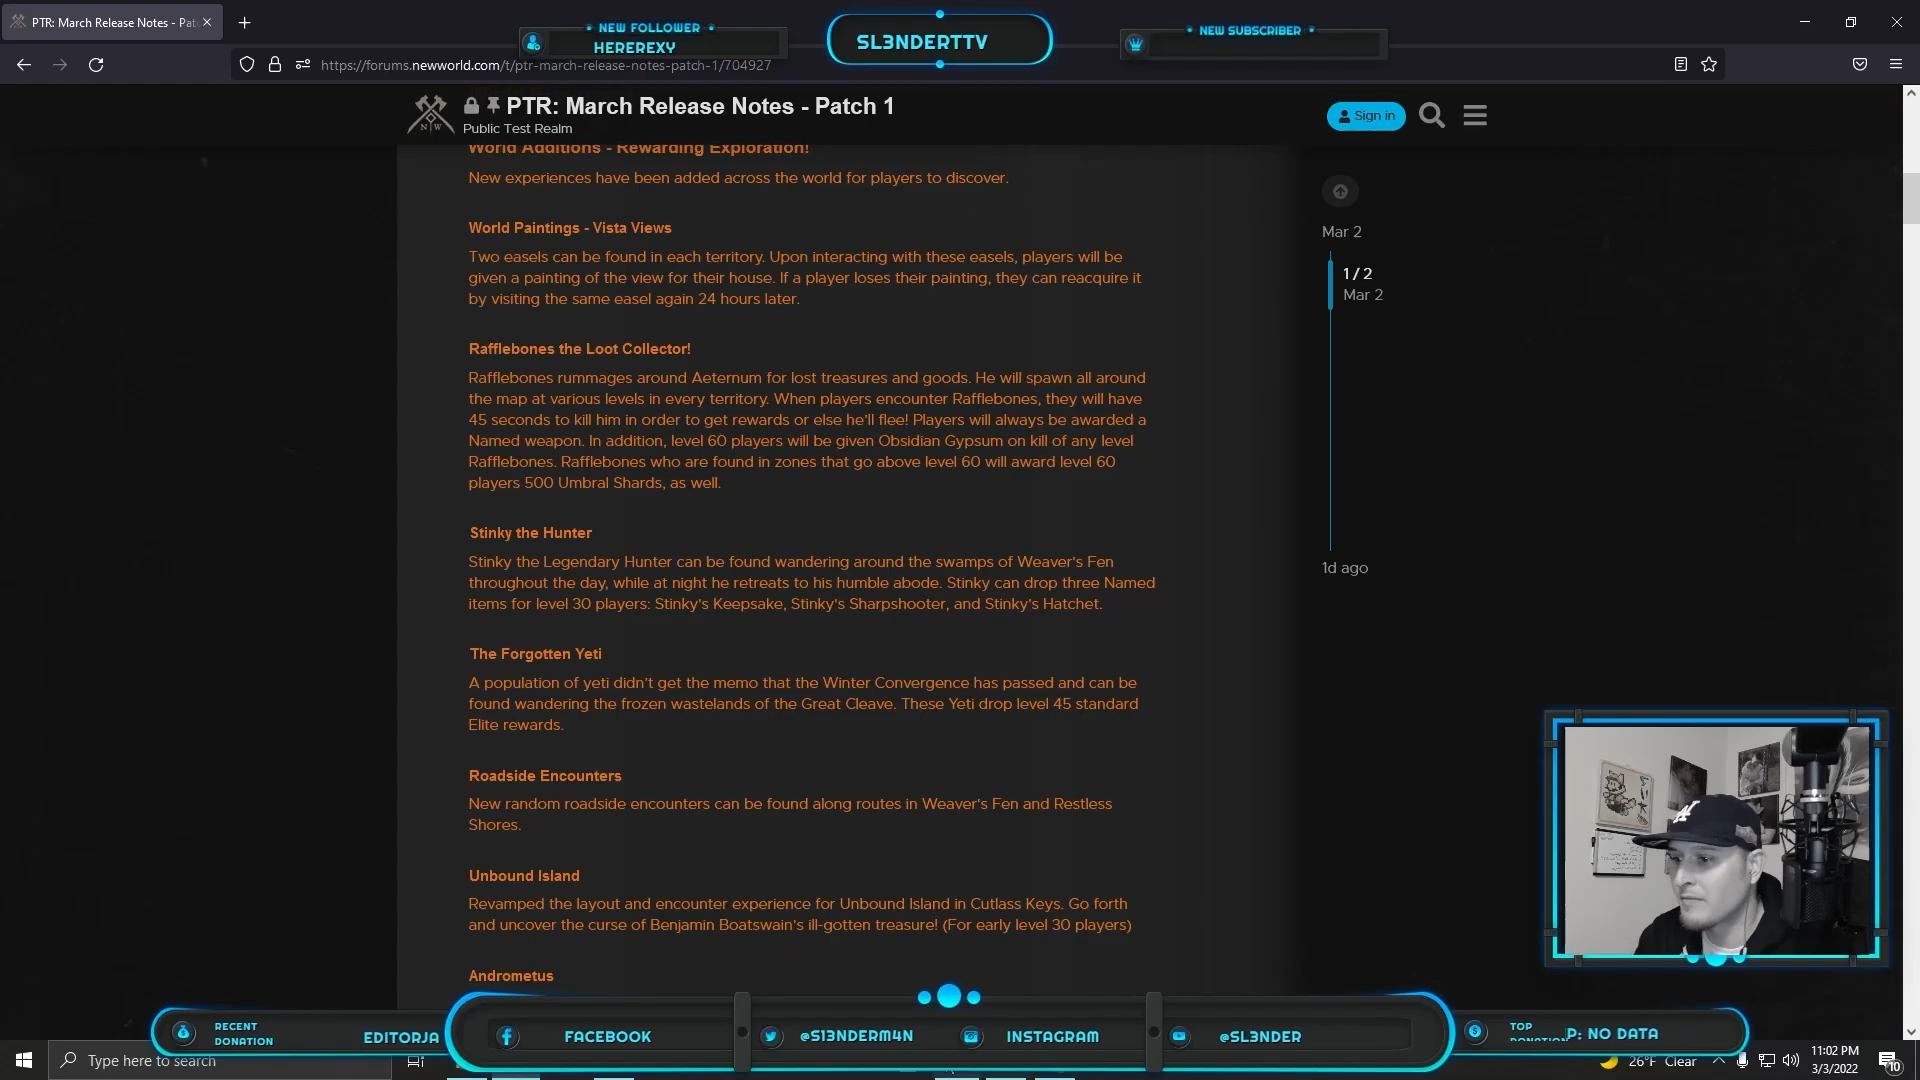 PTR: March Release Notes - Patc
NEW FOLLOWER
HEREREXY
SL3NDERTTV
NEW SUBSCRIBER
https://forums.newworld.com/t/ptr-march-release-notes-patch-1/704927
PTR: March Release Notes - Patch 1
Public Test Realm
Sign in
World Additions - Rewarding Exploration!
New experiences have been added across the world for players to discover.
World Paintings - Vista Views
Two easels can be found in each territory. Upon interacting with these easels, players will be
given a painting of the view for their house. If a player loses their painting, they can reacquire it
by visiting the same easel again 24 hours later.
Rafflebones the Loot Collector!
Rafflebones rummages around Aeternum for lost treasures and goods. He will spawn all around
the map at various levels in every territory. When players encounter Rafflebones, they will have
45 seconds to kill him in order to get rewards or else he'll flee! Players will always be awarded a
Named weapon. In addition, level 60 players will be given Obsidian Gypsum on kill of any level
Rafflebones. Rafflebones who are found in zones that go above level 60 will award level 60
players 500 Umbral Shards, as well.
Stinky the Hunter
Stinky the Legendary Hunter can be found wandering around the swamps of Weaver's Fen
throughout the day, while at night he retreats to his humble abode. Stinky can drop three Named
items for level 30 players: Stinky's Keepsake, Stinky's Sharpshooter, and Stinky's Hatchet.
The Forgotten Yeti
A population of yeti didn't get the memo that the Winter Convergence has passed and can be
found wandering the frozen wastelands of the Great Cleave. These Yeti drop level 45 standard
Elite rewards.
Roadside Encounters
New random roadside encounters can be found along routes in Weaver's Fen and Restless
Shores.
Unbound Island
Revamped the layout and encounter experience for Unbound Island in Cutlass Keys. Go forth
and uncover the curse of Benjamin Boatswain's ill-gotten treasure! (For early level 30 players)
Andrometus
Mar 2
1 / 2
Mar 2
1d ago
RECENT
DONATION
EDITORJA
FACEBOOK
@S13NDERM4N
INSTAGRAM
@SL3NDER
TOP
DONATION
P: NO DATA
Type here to search
26°F Clear
11:02 PM
3/3/2022
10